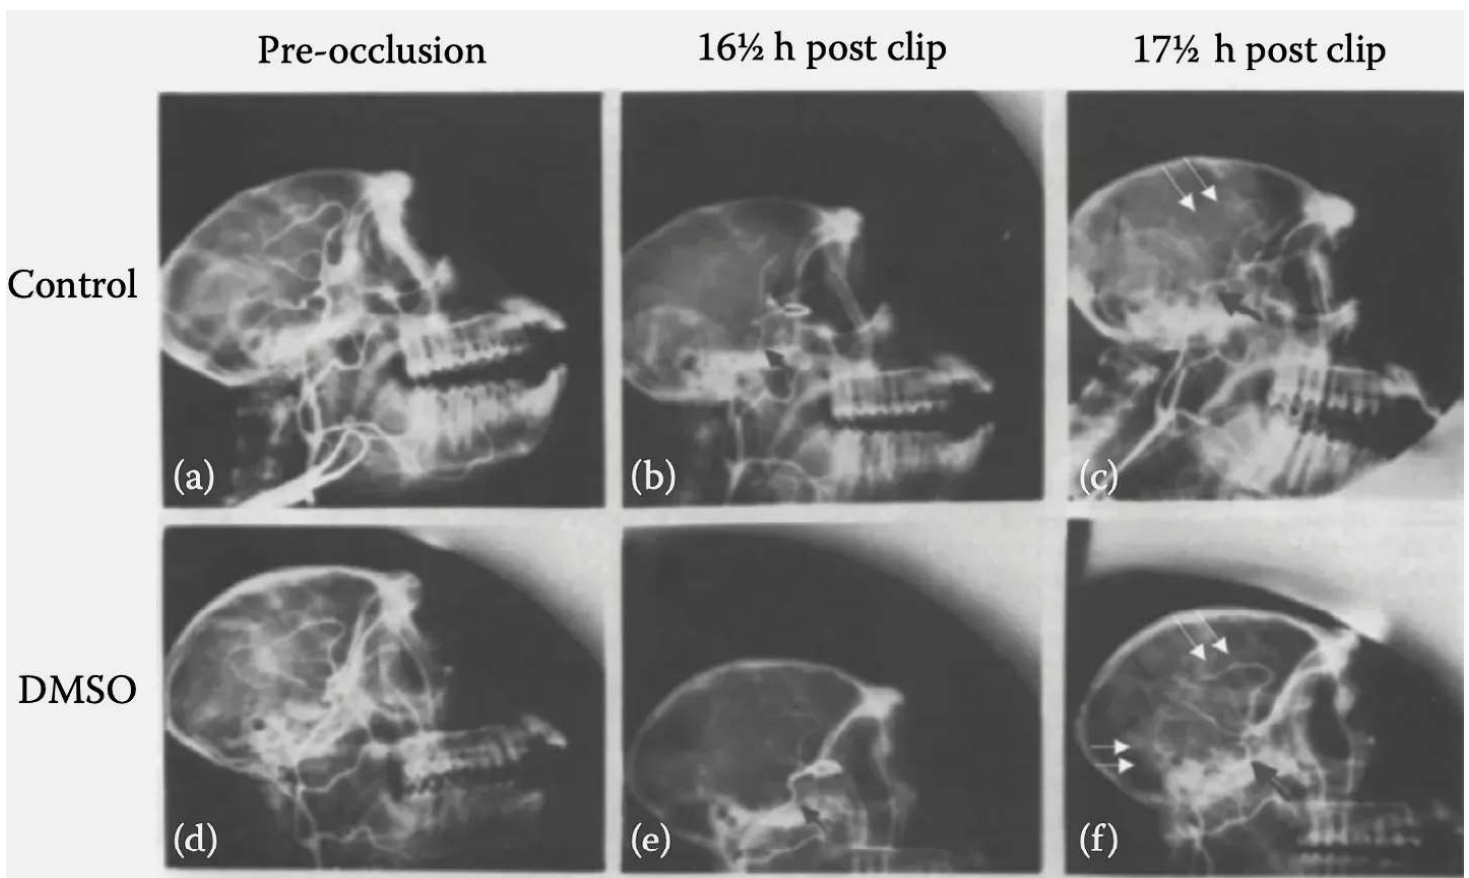 Pre-occlusion
16½ h post clip
17½ h post clip
Control
(a)
(b)
(c)
DMSO
(d)
(e)
(f)